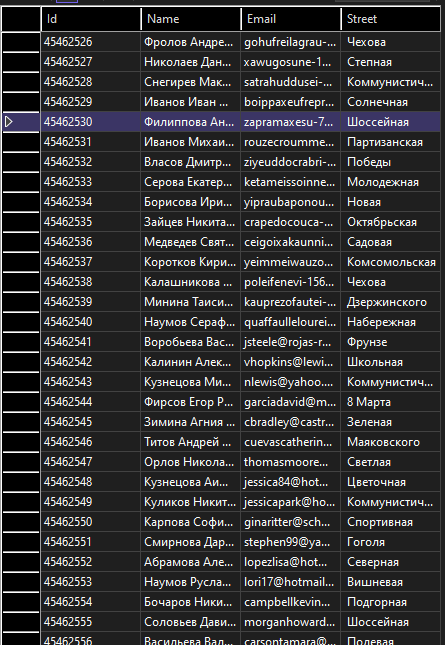 Id Name Email Street
45462526 Фролов Андре... gohufreilagrau-... Чехова
45462527 Николаев Дан... xawugosune-1... Степная
45462528 Снегирев Мак... satrahuddusei-... Коммунистич...
45462529 Иванов Иван ... boippaxeufrepr... Солнечная
45462530 Филиппова Ан... zapramaxesu-7... Шоссейная
45462531 Иванов Михаи... rouzecroumme... Партизанская
45462532 Власов Дмитр... ziyeuddocrabri-... Победы
45462533 Серова Екатер... ketameissoinne... Молодежная
45462534 Борисова Ири... yipraubaponou... Новая
45462535 Зайцев Никита... crapedocouca-... Октябрьская
45462536 Медведев Свят... ceigoixakaunni... Садовая
45462537 Коротков Кири... yeimmeiwauzo... Комсомольская
45462538 Калашникова ... poleifenevi-156... Чехова
45462539 Минина Таиси... kauprezofautei-... Дзержинского
45462540 Наумов Сераф... quaffaullelourei... Набережная
45462541 Воробьева Вас... jsteele@rojas-r... Фрунзе
45462542 Калинин Алек... vhopkins@lewi... Школьная
45462543 Кузнецова Ми... nlewis@yahoo.... Коммунистич...
45462544 Фирсов Егор Р... garciadavid@m... 8 Марта
45462545 Зимина Агния ... cbradley@castr... Зеленая
45462546 Титов Андрей ... cuevascatherin... Маяковского
45462547 Орлов Никола... thomasmoore... Светлая
45462548 Кузнецова Аи... jessica84@hot... Цветочная
45462549 Куликов Никит... jessicapark@ho... Коммунистич...
45462550 Карпова Софи... ginaritter@sch... Спортивная
45462551 Смирнова Дар... stephen99@ya... Гоголя
45462552 Абрамова Але... lopezlisa@hot... Северная
45462553 Наумов Русла... lori17@hotmail... Вишневая
45462554 Бочаров Ники... campbellkevin... Подгорная
45462555 Соловьев Дави... morganhoward... Шоссейная
45462556 Васильева Вал... carsontamara@... Полевая